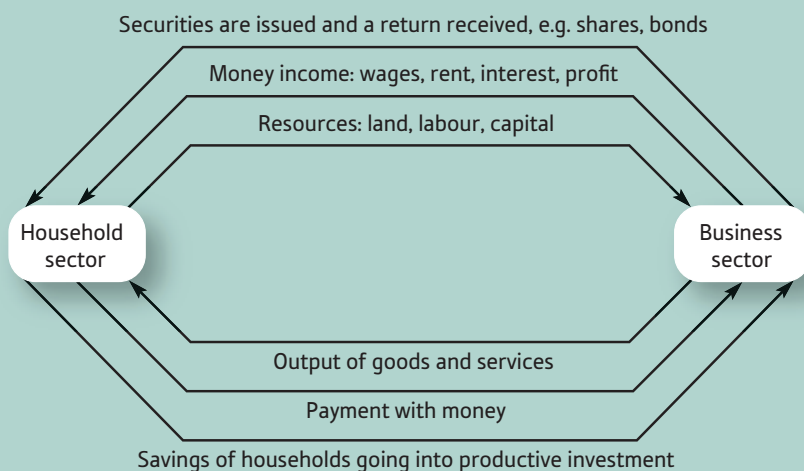 Securities are issued and a return received, e.g. shares, bonds
Money income: wages, rent, interest, profit
Resources: land, labour, capital
Household
sector
Business
sector
Output of goods and services
Payment with money
Savings of households going into productive investment